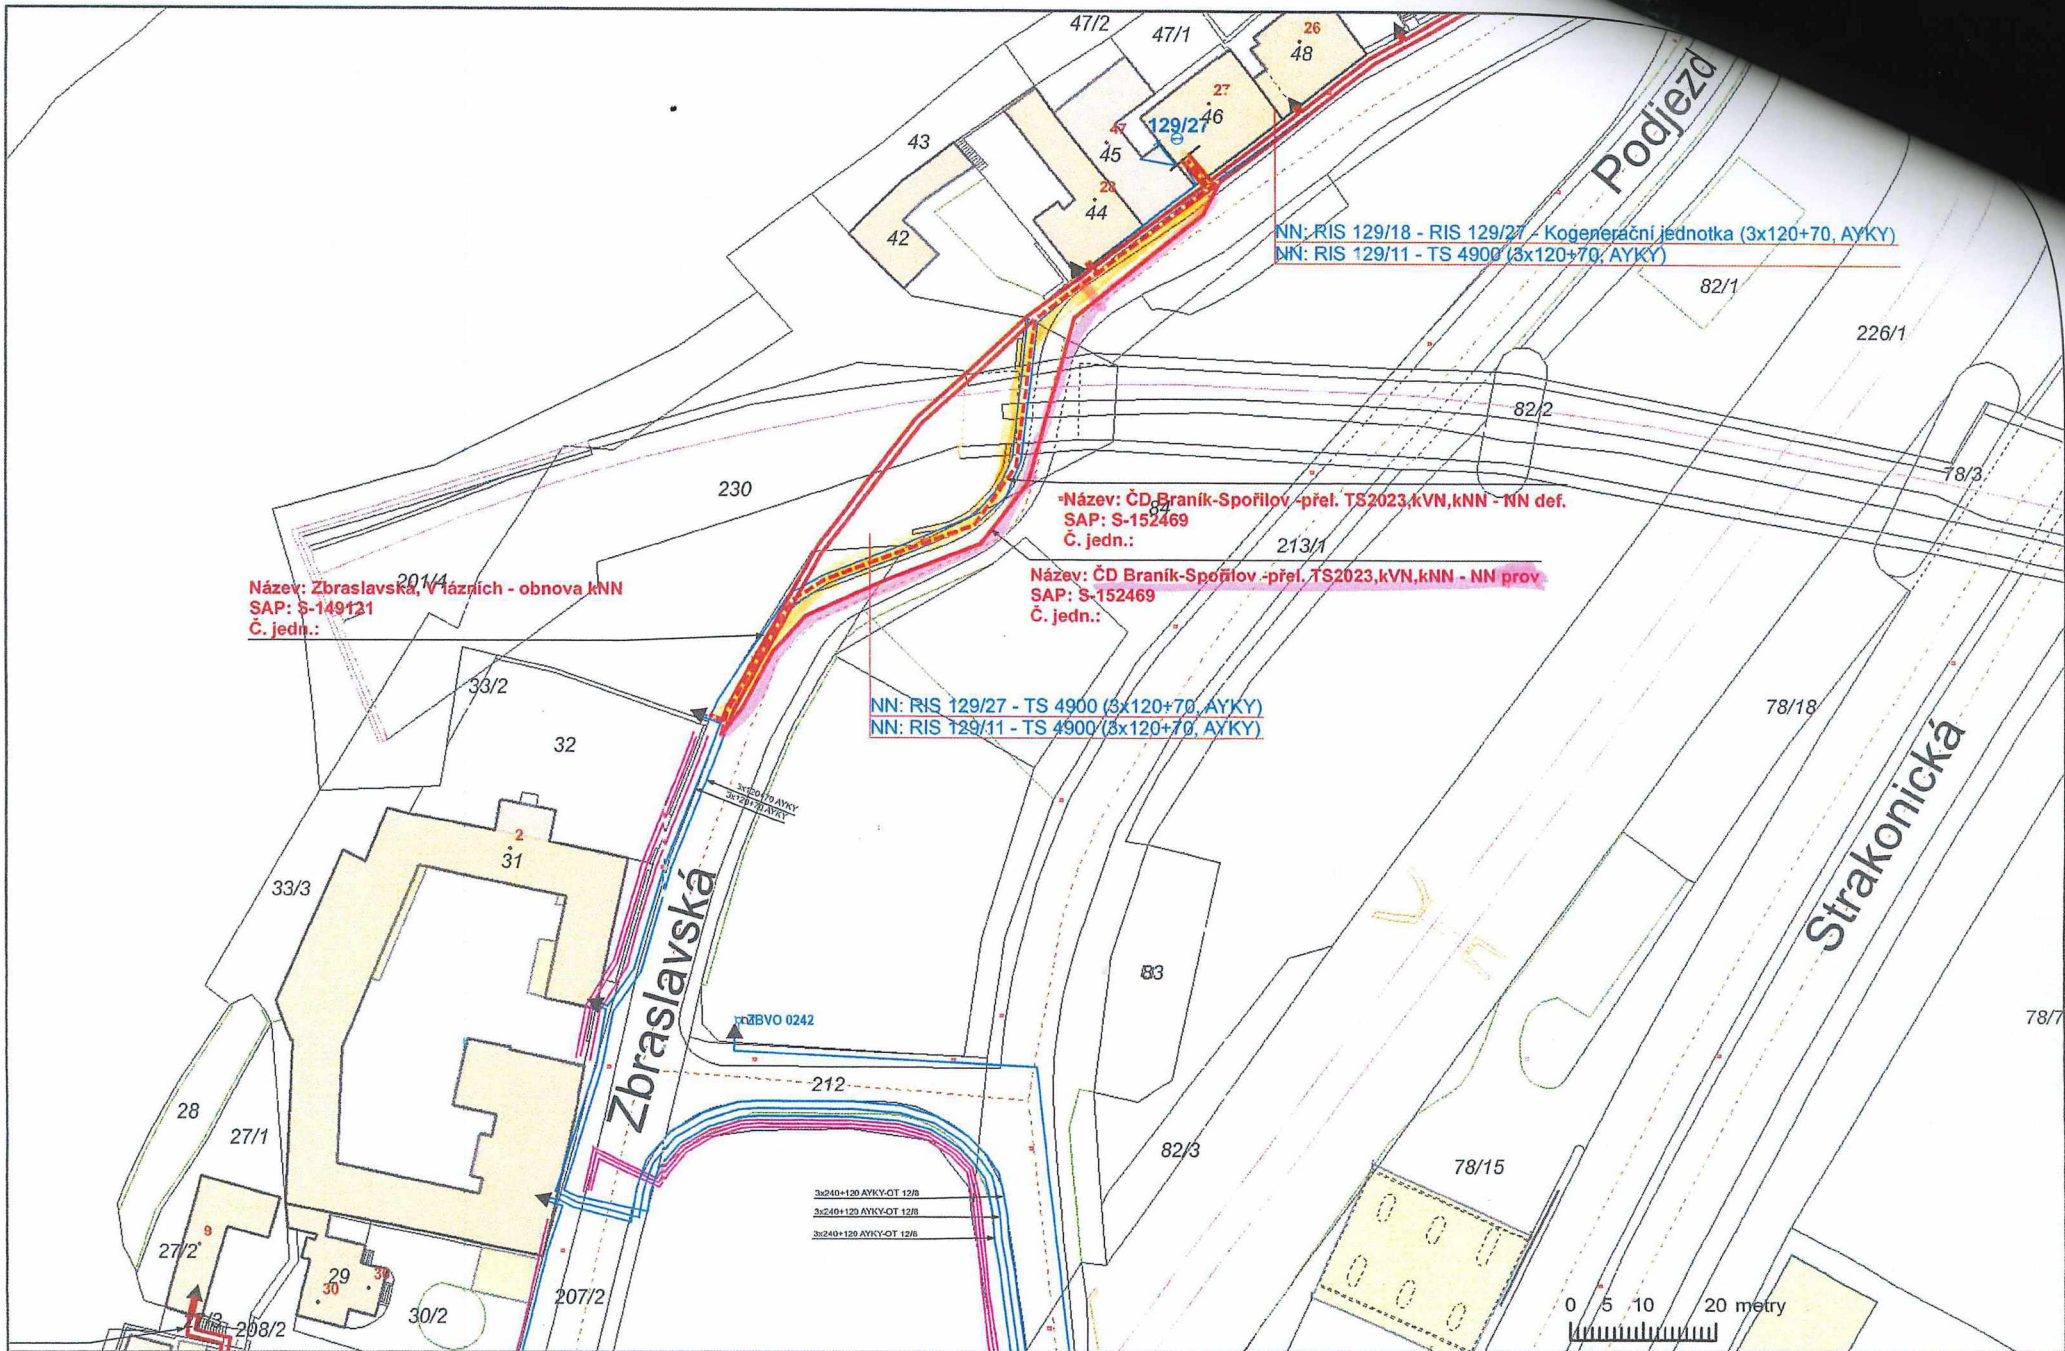 47/2
47/1
26
48
Podjezd
27
46
43
47
129/27
45
28
44
42
NN: RIS 129/18 - RIS 129/27 - Kogenerační jednotka (3x120+70, AYKY)
NN: RIS 129/11 - TS 4900 (3x120+70, AYKY)
82/1
226/1
82/2
78/3
230
Název: ČD Braník-Spořilov -přel. TS2023,kVN,kNN - NN def.
SAP: S-152469
Č. jedn.:
84
213/1
Název: ČD Braník-Spořilov -přel. TS2023,kVN,kNN - NN prov
SAP: S-152469
Č. jedn.:
201/4
Název: Zbraslavská, V lázních - obnova kNN
SAP: S-149121
Č. jedn.:
33/2
NN: RIS 129/27 - TS 4900 (3x120+70, AYKY)
NN: RIS 129/11 - TS 4900 (3x120+70, AYKY)
78/18
32
3x120+70 AYKY
3x120+70 AYKY
Strakonická
2
31
33/3
Zbraslavská
83
ZBVO 0242
78/7
212
28
27/1
82/3
78/15
3x240+120 AYKY-OT 12/8
3x240+120 AYKY-OT 12/8
3x240+120 AYKY-OT 12/8
9
27/2
29
30
30
30/2
207/2
208/2
0 5 10 20 metry